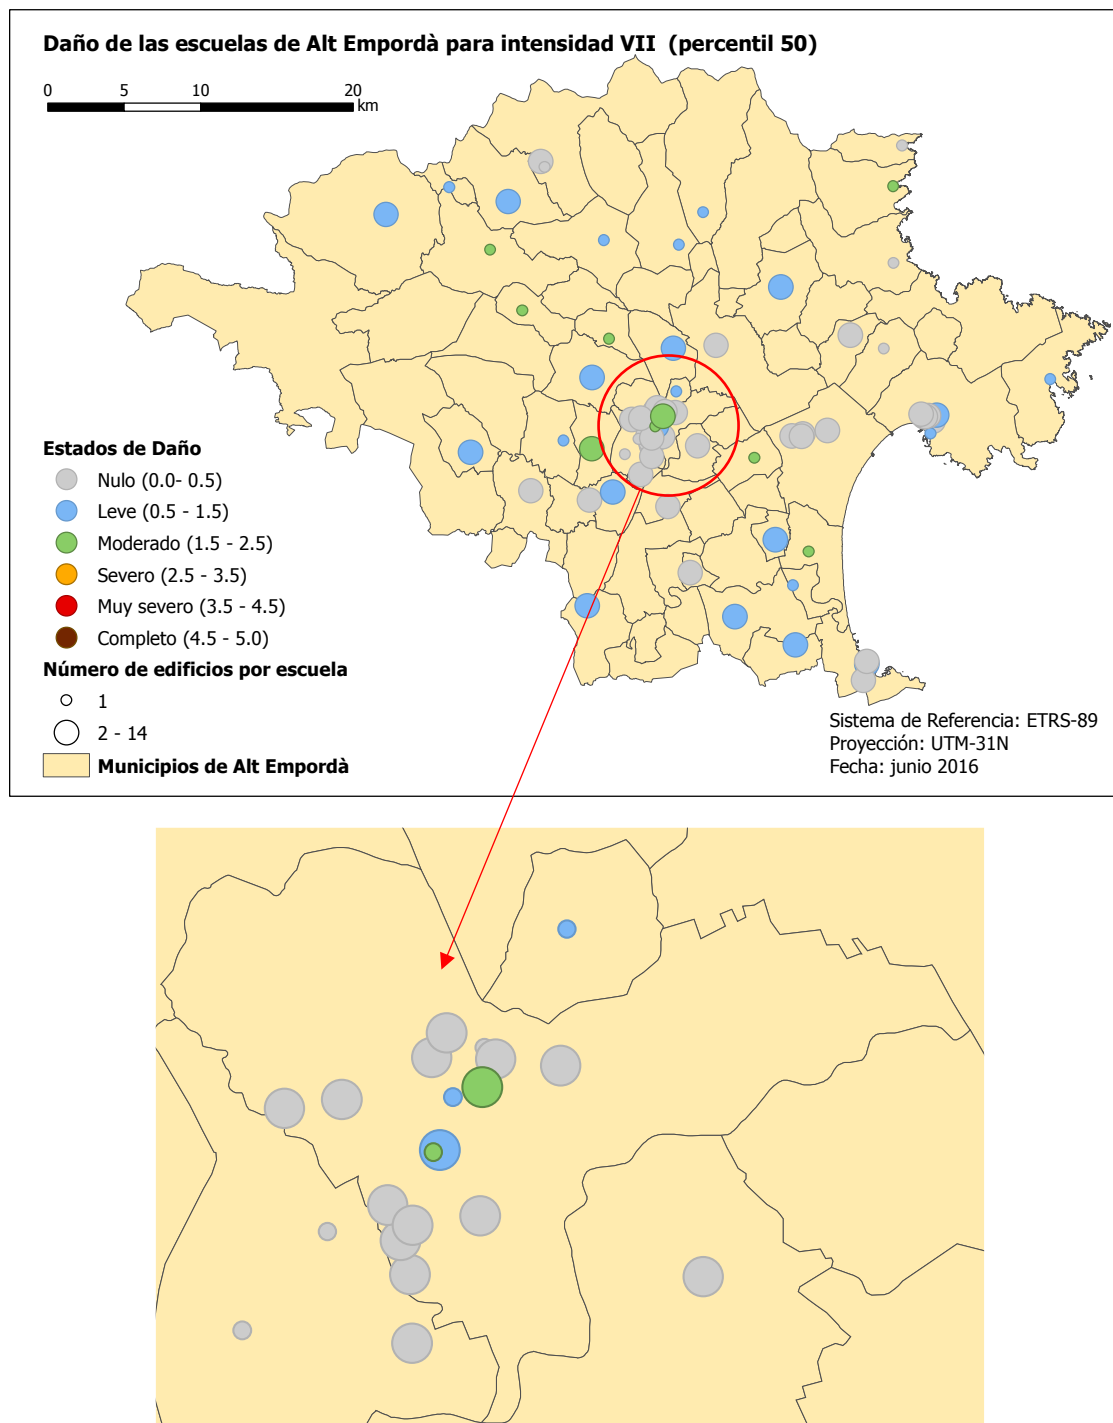 Daño de las escuelas de Alt Empordà para intensidad VII (percentil 50)
0 5 10 20
km
Estados de Daño
Nulo (0.0- 0.5)
Leve (0.5 - 1.5)
Moderado (1.5 - 2.5)
Severo (2.5 - 3.5)
Muy severo (3.5 - 4.5)
Completo (4.5 - 5.0)
Número de edificios por escuela
1
2 - 14
Municipios de Alt Empordà
Sistema de Referencia: ETRS-89
Proyección: UTM-31N
Fecha: junio 2016